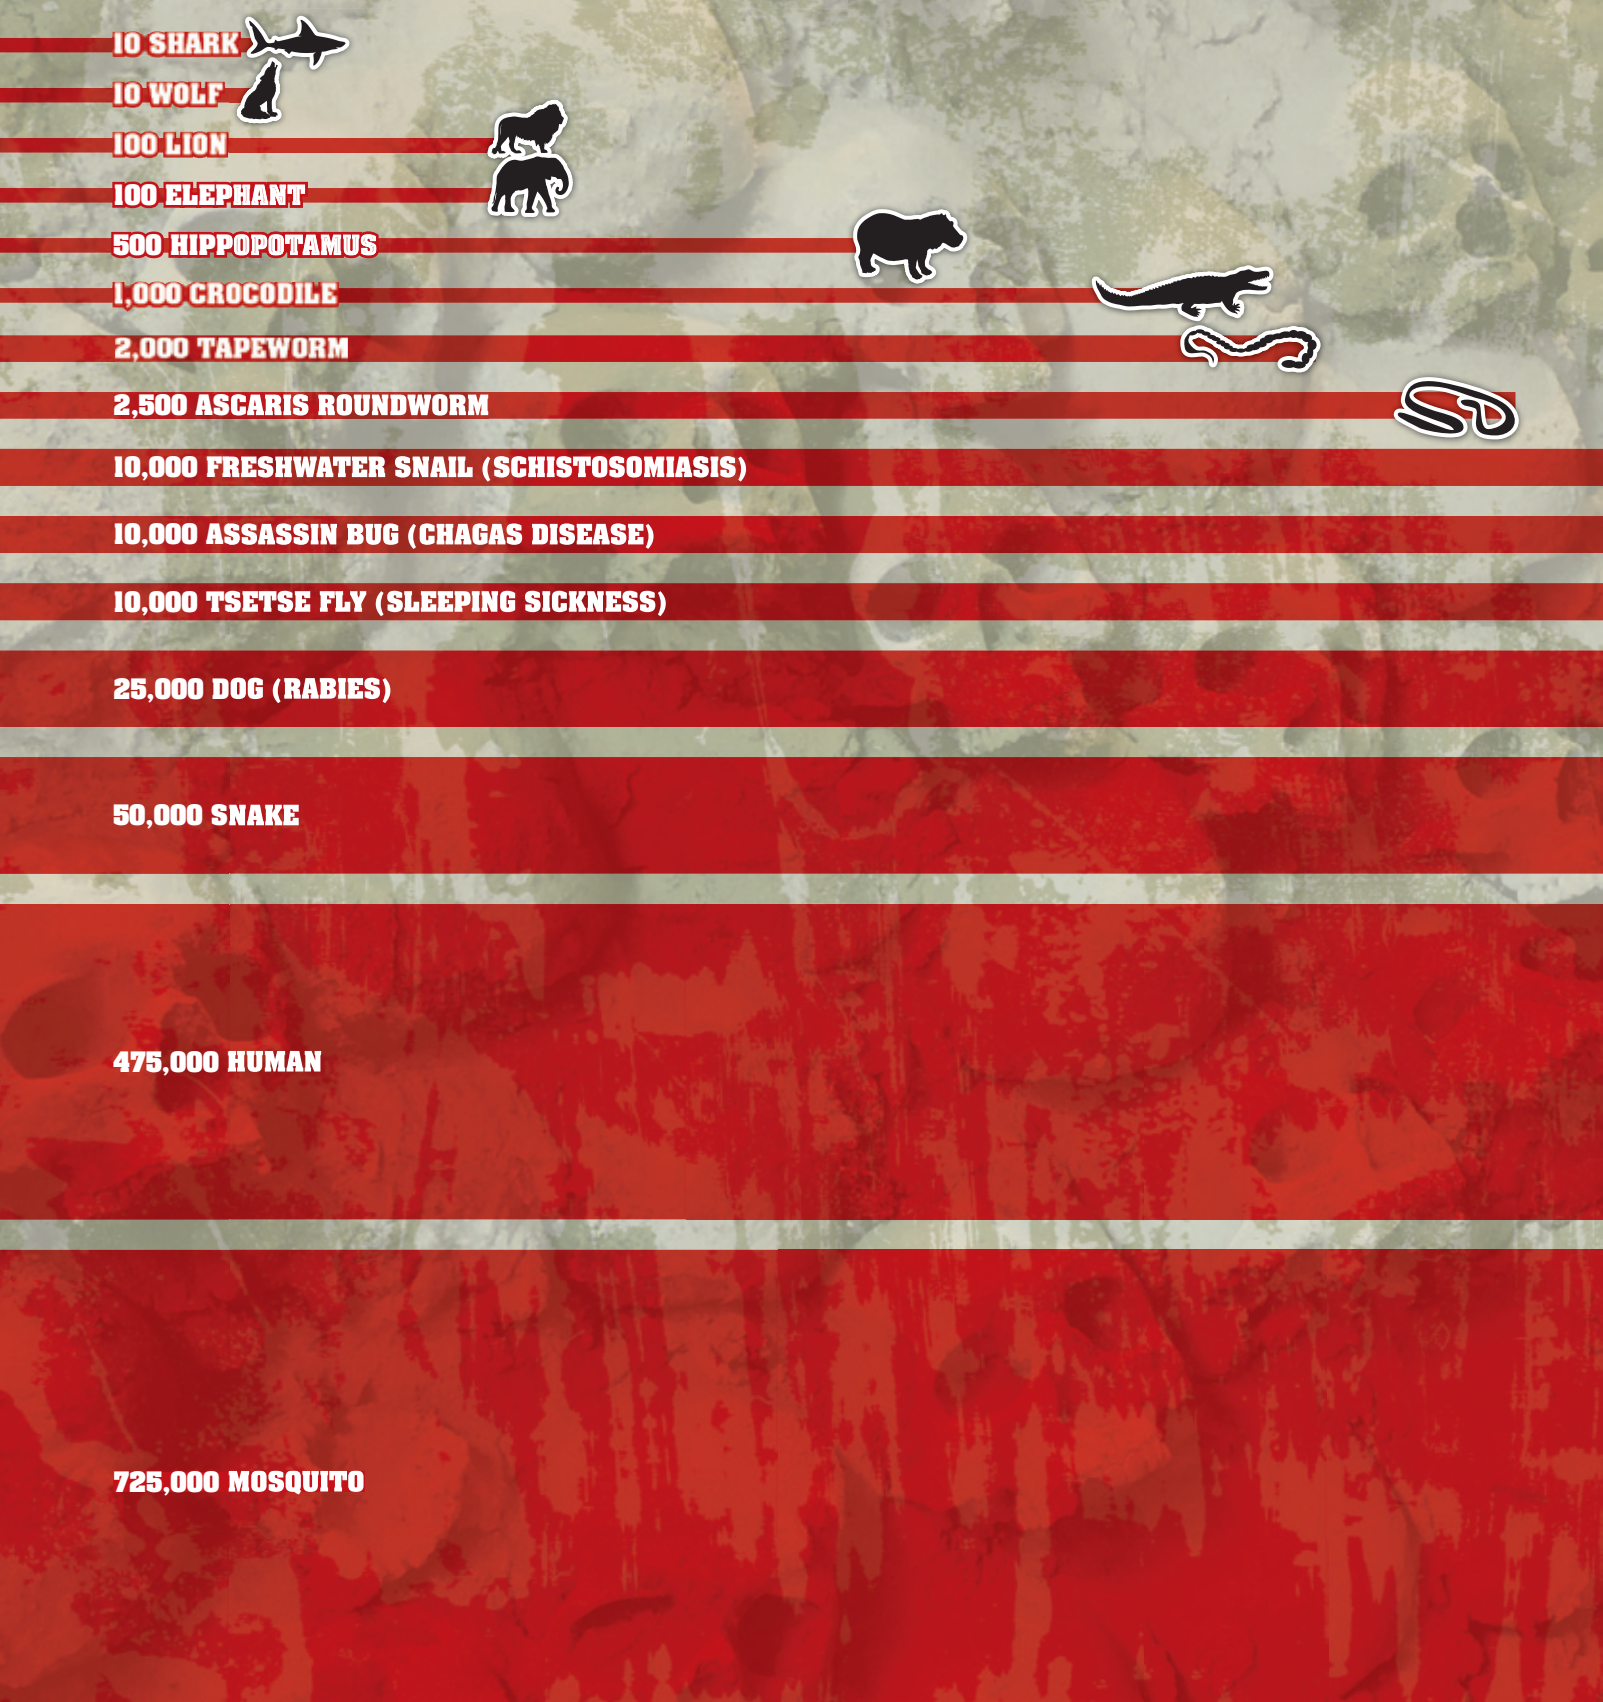 10 SHARK
10 WOLF
100 LION
100 ELEPHANT
500 HIPPOPOTAMUS
1,000 CROCODILE
2,000 TAPEWORM
2,500 ASCARIS ROUNDWORM
10,000 FRESHWATER SNAIL (SCHISTOSOMIASIS)
10,000 ASSASSIN BUG (CHAGAS DISEASE)
10,000 TSETSE FLY (SLEEPING SICKNESS)
25,000 DOG (RABIES)
50,000 SNAKE
475,000 HUMAN
725,000 MOSQUITO